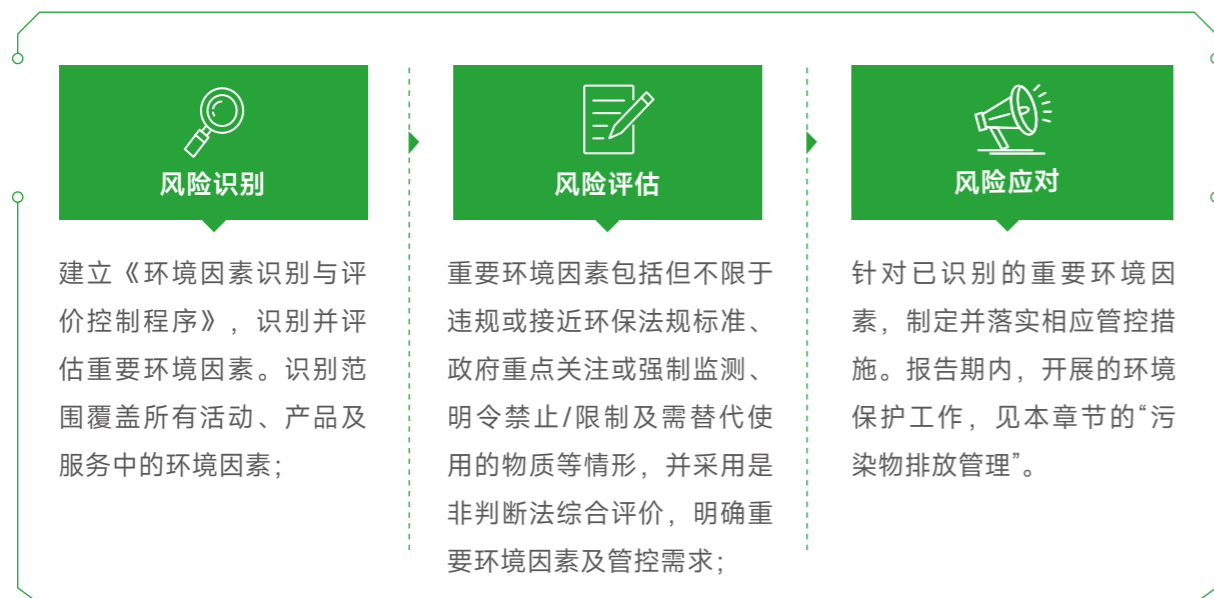 风险识别
建立《环境因素识别与评
价控制程序》，识别并评
估重要环境因素。识别范
围覆盖所有活动、产品及
服务中的环境因素；
风险评估
重要环境因素包括但不限于
违规或接近环保法规标准、
政府重点关注或强制监测、
明令禁止/限制及需替代使
用的物质等情形，并采用是
非判断法综合评价，明确重
要环境因素及管控需求；
风险应对
针对已识别的重要环境因
素，制定并落实相应管控措
施。报告期内，开展的环境
保护工作，见本章节的“污
染物排放管理”。